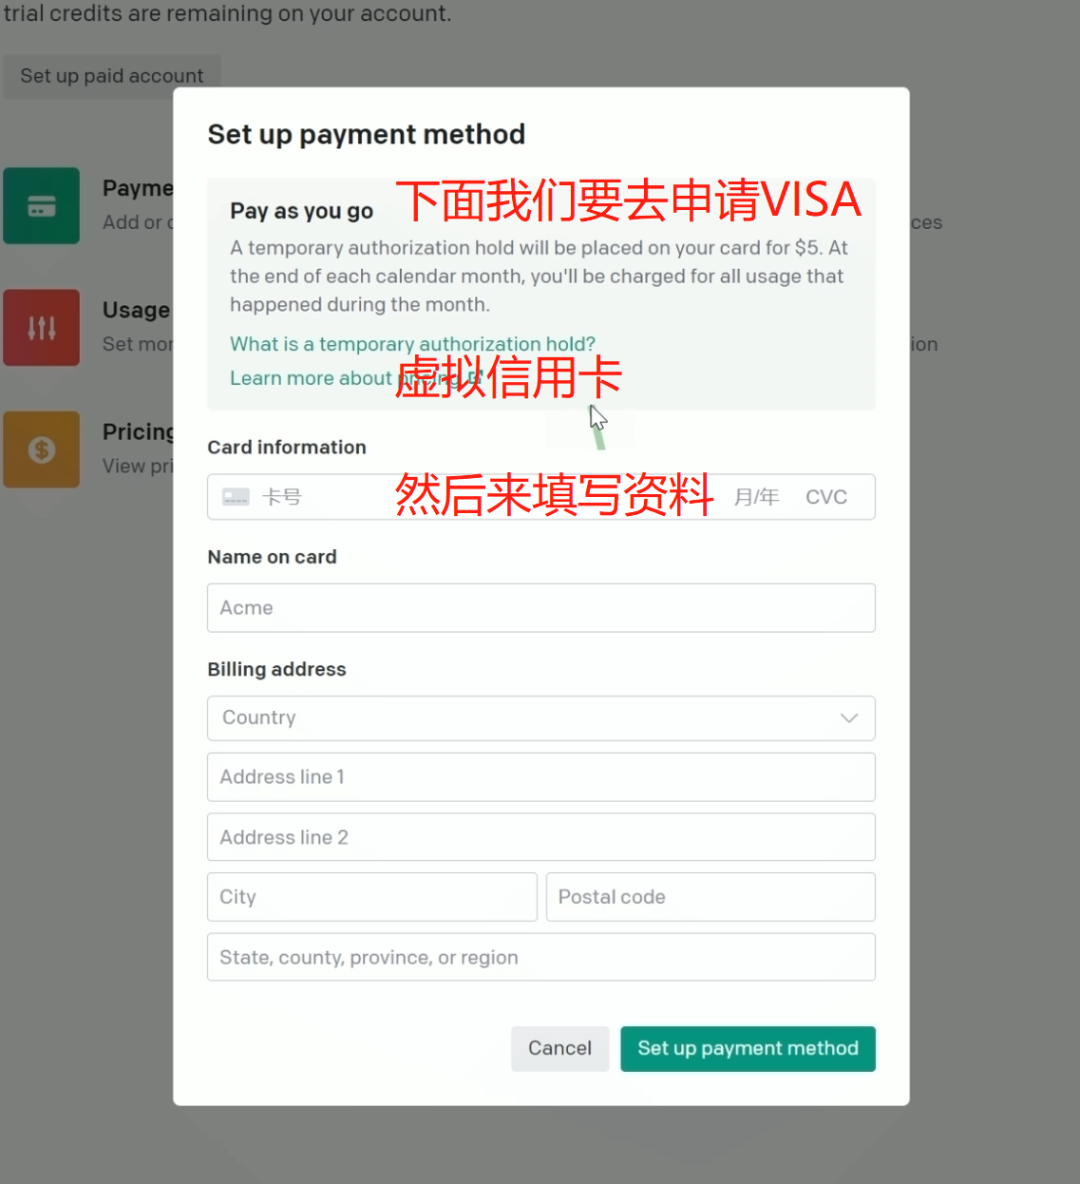 trial credits are remaining on your account.
Set up paid account
Set up payment method
Payme
Add or
ces
Pay as you go
下面我们要去申请VISA
A temporary authorization hold will be placed on your card for $5. At
the end of each calendar month, you'll be charged for all usage that
happened during the month.
Usage
Set mor
ion
What is a temporary authorization hold?
Learn more about pricing
虚拟信用卡
Pricing
View pri
Card information
卡号
然后来填写资料
月/年
CVC
Name on card
Acme
Billing address
Country
Address line 1
Address line 2
City
Postal code
State, county, province, or region
Cancel
Set up payment method